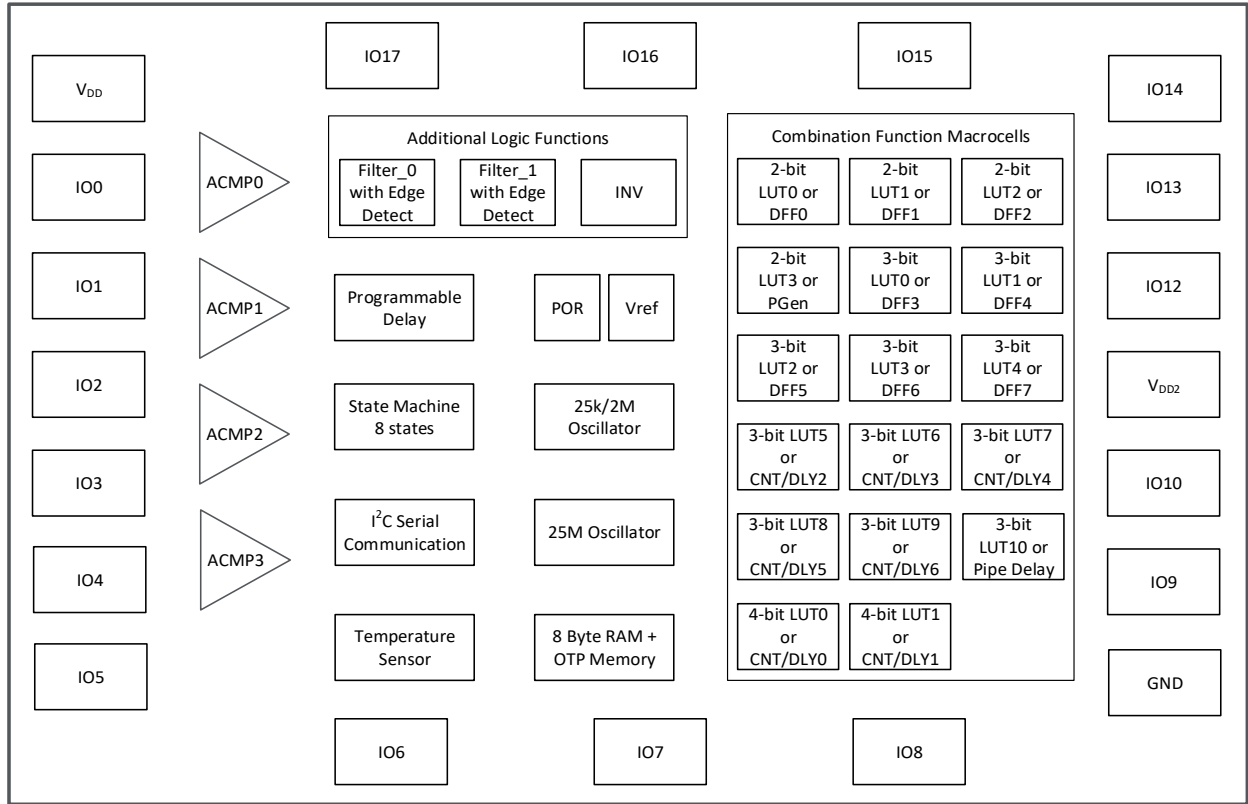 IO17
IO16
IO15
V_DD
IO14
Additional Logic Functions
Filter_0
with Edge
Detect
Filter_1
with Edge
Detect
INV
Combination Function Macrocells
2-bit
LUT0 or
DFF0
2-bit
LUT1 or
DFF1
2-bit
LUT2 or
DFF2
ACMP0
IO0
IO13
IO1
ACMP1
Programmable
Delay
POR
Vref
2-bit
LUT3 or
PGen
3-bit
LUT0 or
DFF3
3-bit
LUT1 or
DFF4
IO12
IO2
3-bit
LUT2 or
DFF5
3-bit
LUT3 or
DFF6
3-bit
LUT4 or
DFF7
V_DD2
ACMP2
State Machine
8 states
25k/2M
Oscillator
3-bit LUT5
or
CNT/DLY2
3-bit LUT6
or
CNT/DLY3
3-bit LUT7
or
CNT/DLY4
IO3
IO10
ACMP3
I²C Serial
Communication
25M Oscillator
3-bit LUT8
or
CNT/DLY5
3-bit LUT9
or
CNT/DLY6
3-bit
LUT10 or
Pipe Delay
IO4
IO9
Temperature
Sensor
8 Byte RAM +
OTP Memory
4-bit LUT0
or
CNT/DLY0
4-bit LUT1
or
CNT/DLY1
IO5
GND
IO6
IO7
IO8